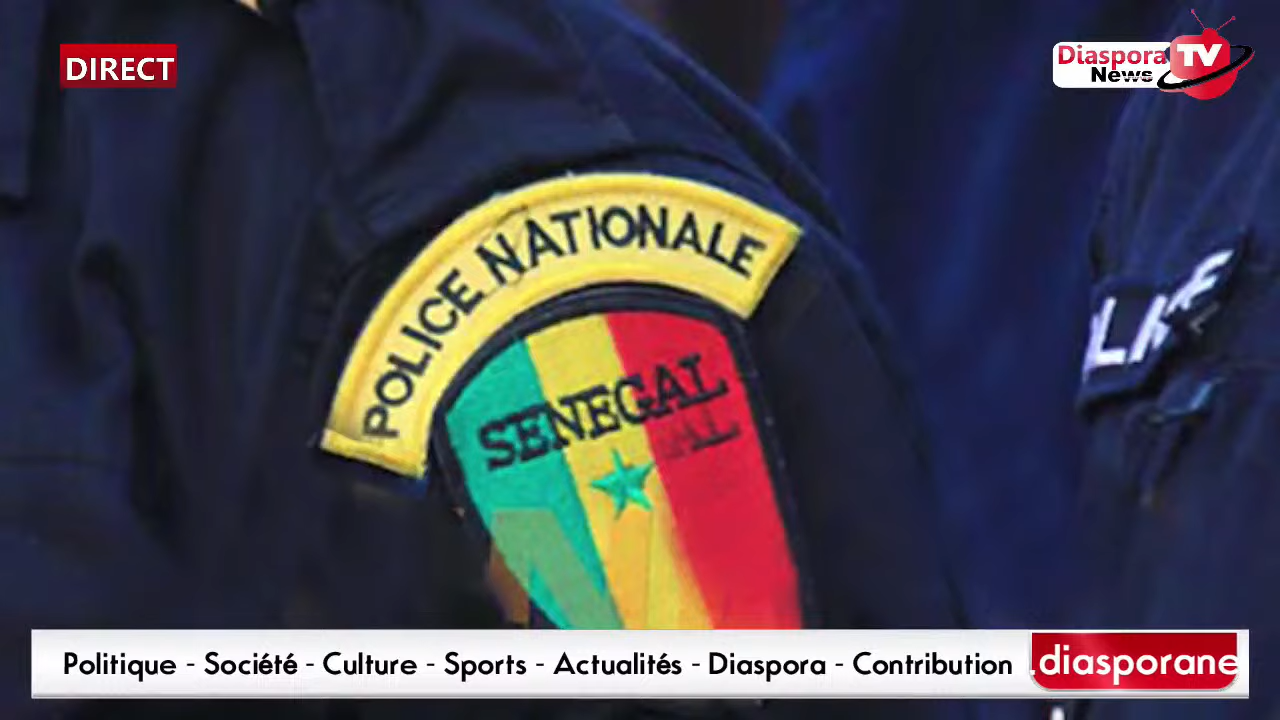 DIRECT
Diaspora TV
News
POLICE NATIONALE
SENEGAL
Politique - Société - Culture - Sports - Actualités - Diaspora - Contribution
.diasporane